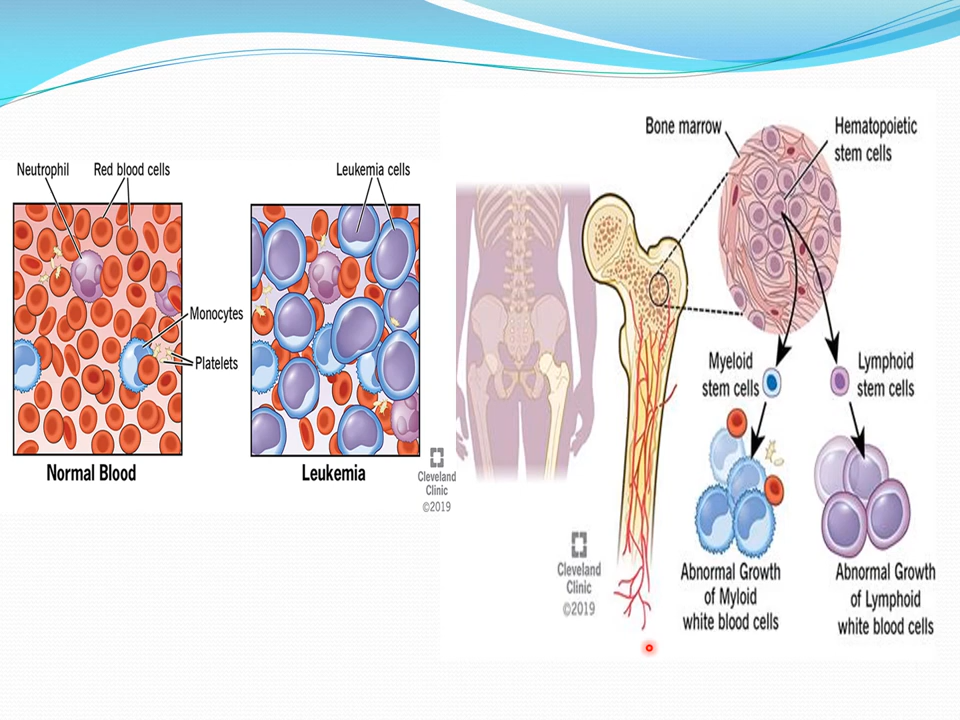 Neutrophil
Red blood cells
Monocytes
Platelets
Normal Blood
Leukemia cells
Leukemia
Cleveland
Clinic
©2019
Bone marrow
Hematopoietic
stem cells
Myeloid
stem cells
Lymphoid
stem cells
Cleveland
Clinic
©2019
Abnormal Growth
of Myloid
white blood cells
Abnormal Growth
of Lymphoid
white blood cells